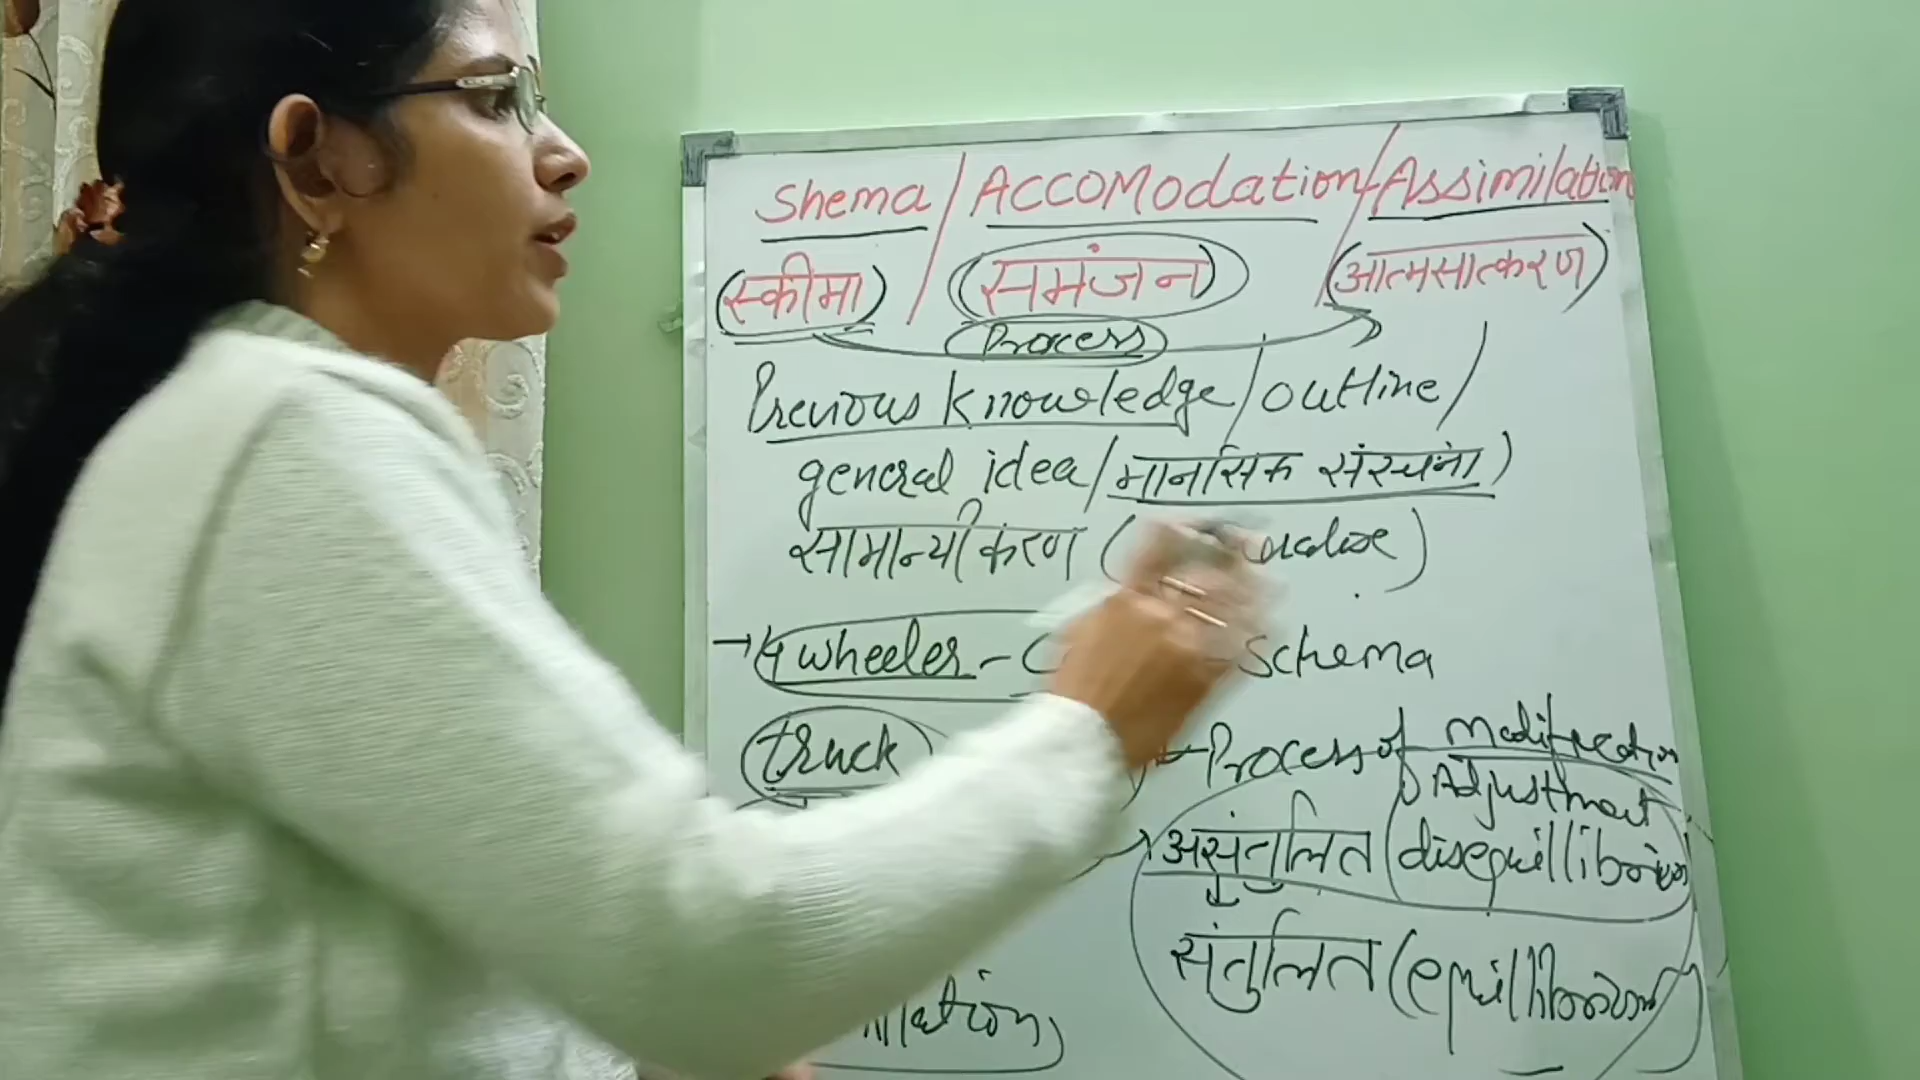 Shema / ACCOModation / Assimilation
(स्कीमा) / (समंजन) / (आत्मसात्करण)
Process
Previous knowledge / outline /
general idea / मानसिक संरचना)
सामान्यीकरण (
→ 4 wheeler - schema
truck
Process of Modification
Adjustment
असंतुलित (disequillibrium
संतुलित (equillibrium)